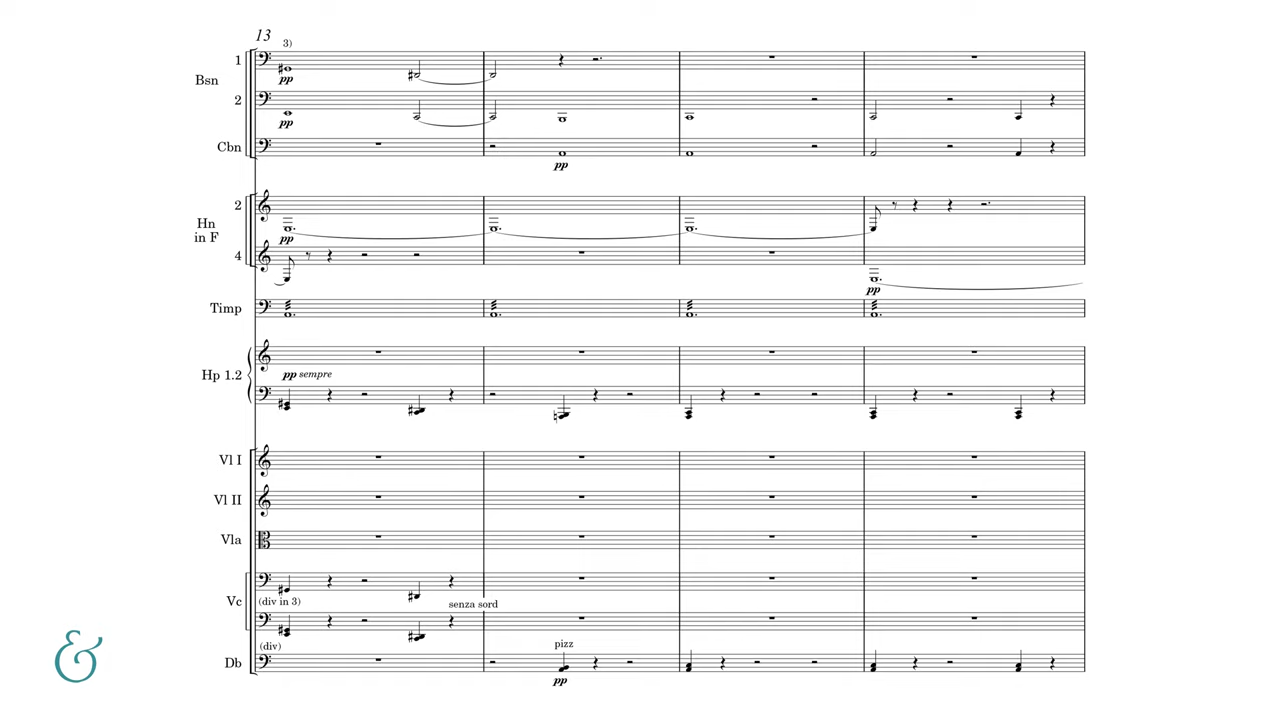 13
3)
1
Bsn
pp
2
pp
Cbn
pp
2
Hn
in F
pp
4
pp
Timp
Hp 1.2
pp sempre
Vl I
Vl II
Vla
Vc
(div in 3)
senza sord
(div)
pizz
Db
pp
&